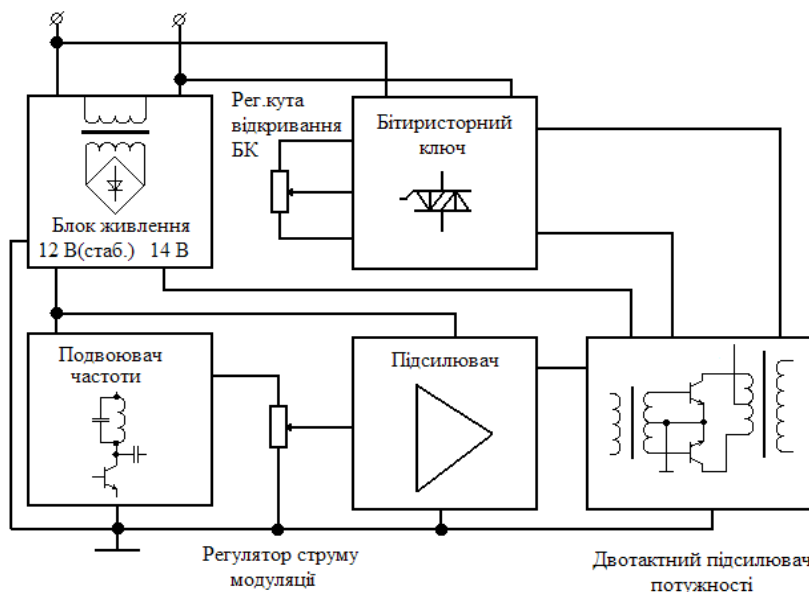 Рег.кута
відкривання
БК
Бітиристорний
ключ
Блок живлення
12 В(стаб.) 14 В
Подвоювач
частоти
Підсилювач
Регулятор струму
модуляції
Двотактний підсилювач
потужності